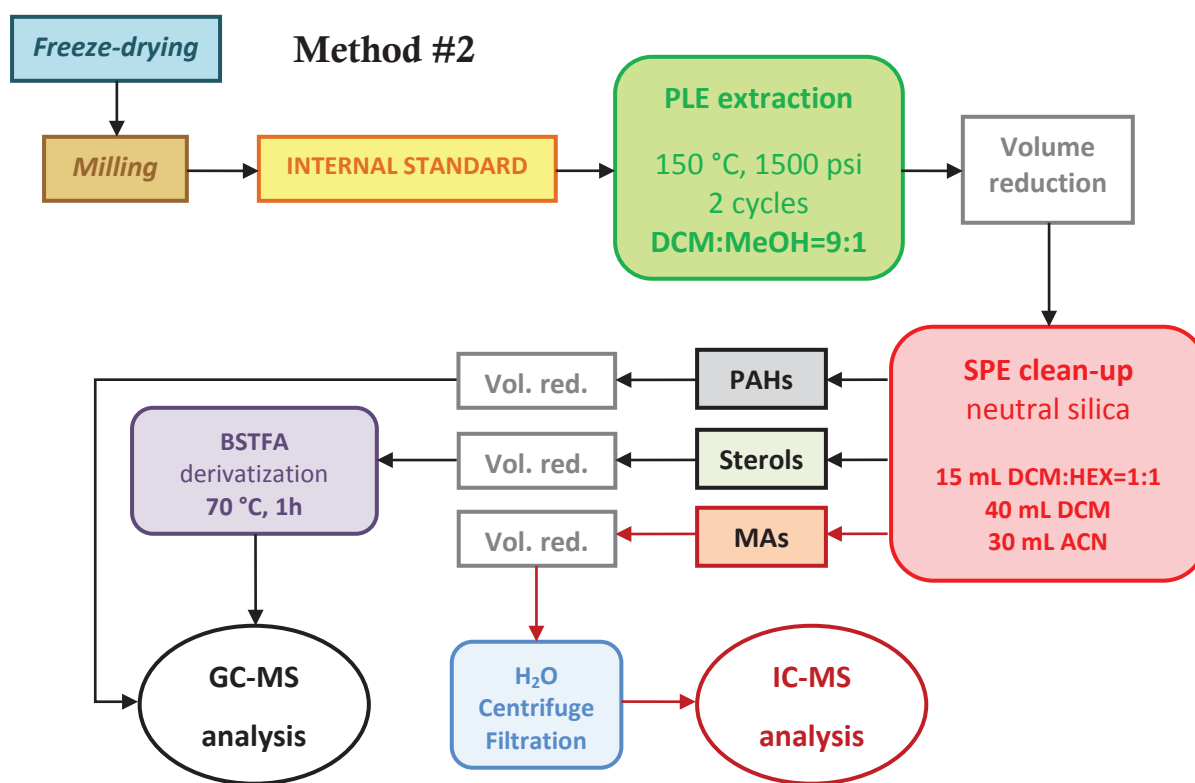 Freeze-drying
Method #2
Milling
INTERNAL STANDARD
PLE extraction
150 °C, 1500 psi
2 cycles
DCM:MeOH=9:1
Volume
reduction
SPE clean-up
neutral silica
15 mL DCM:HEX=1:1
40 mL DCM
30 mL ACN
PAHs
Vol. red.
Sterols
Vol. red.
MAs
Vol. red.
BSTFA
derivatization
70 °C, 1h
GC-MS
analysis
H₂O
Centrifuge
Filtration
IC-MS
analysis